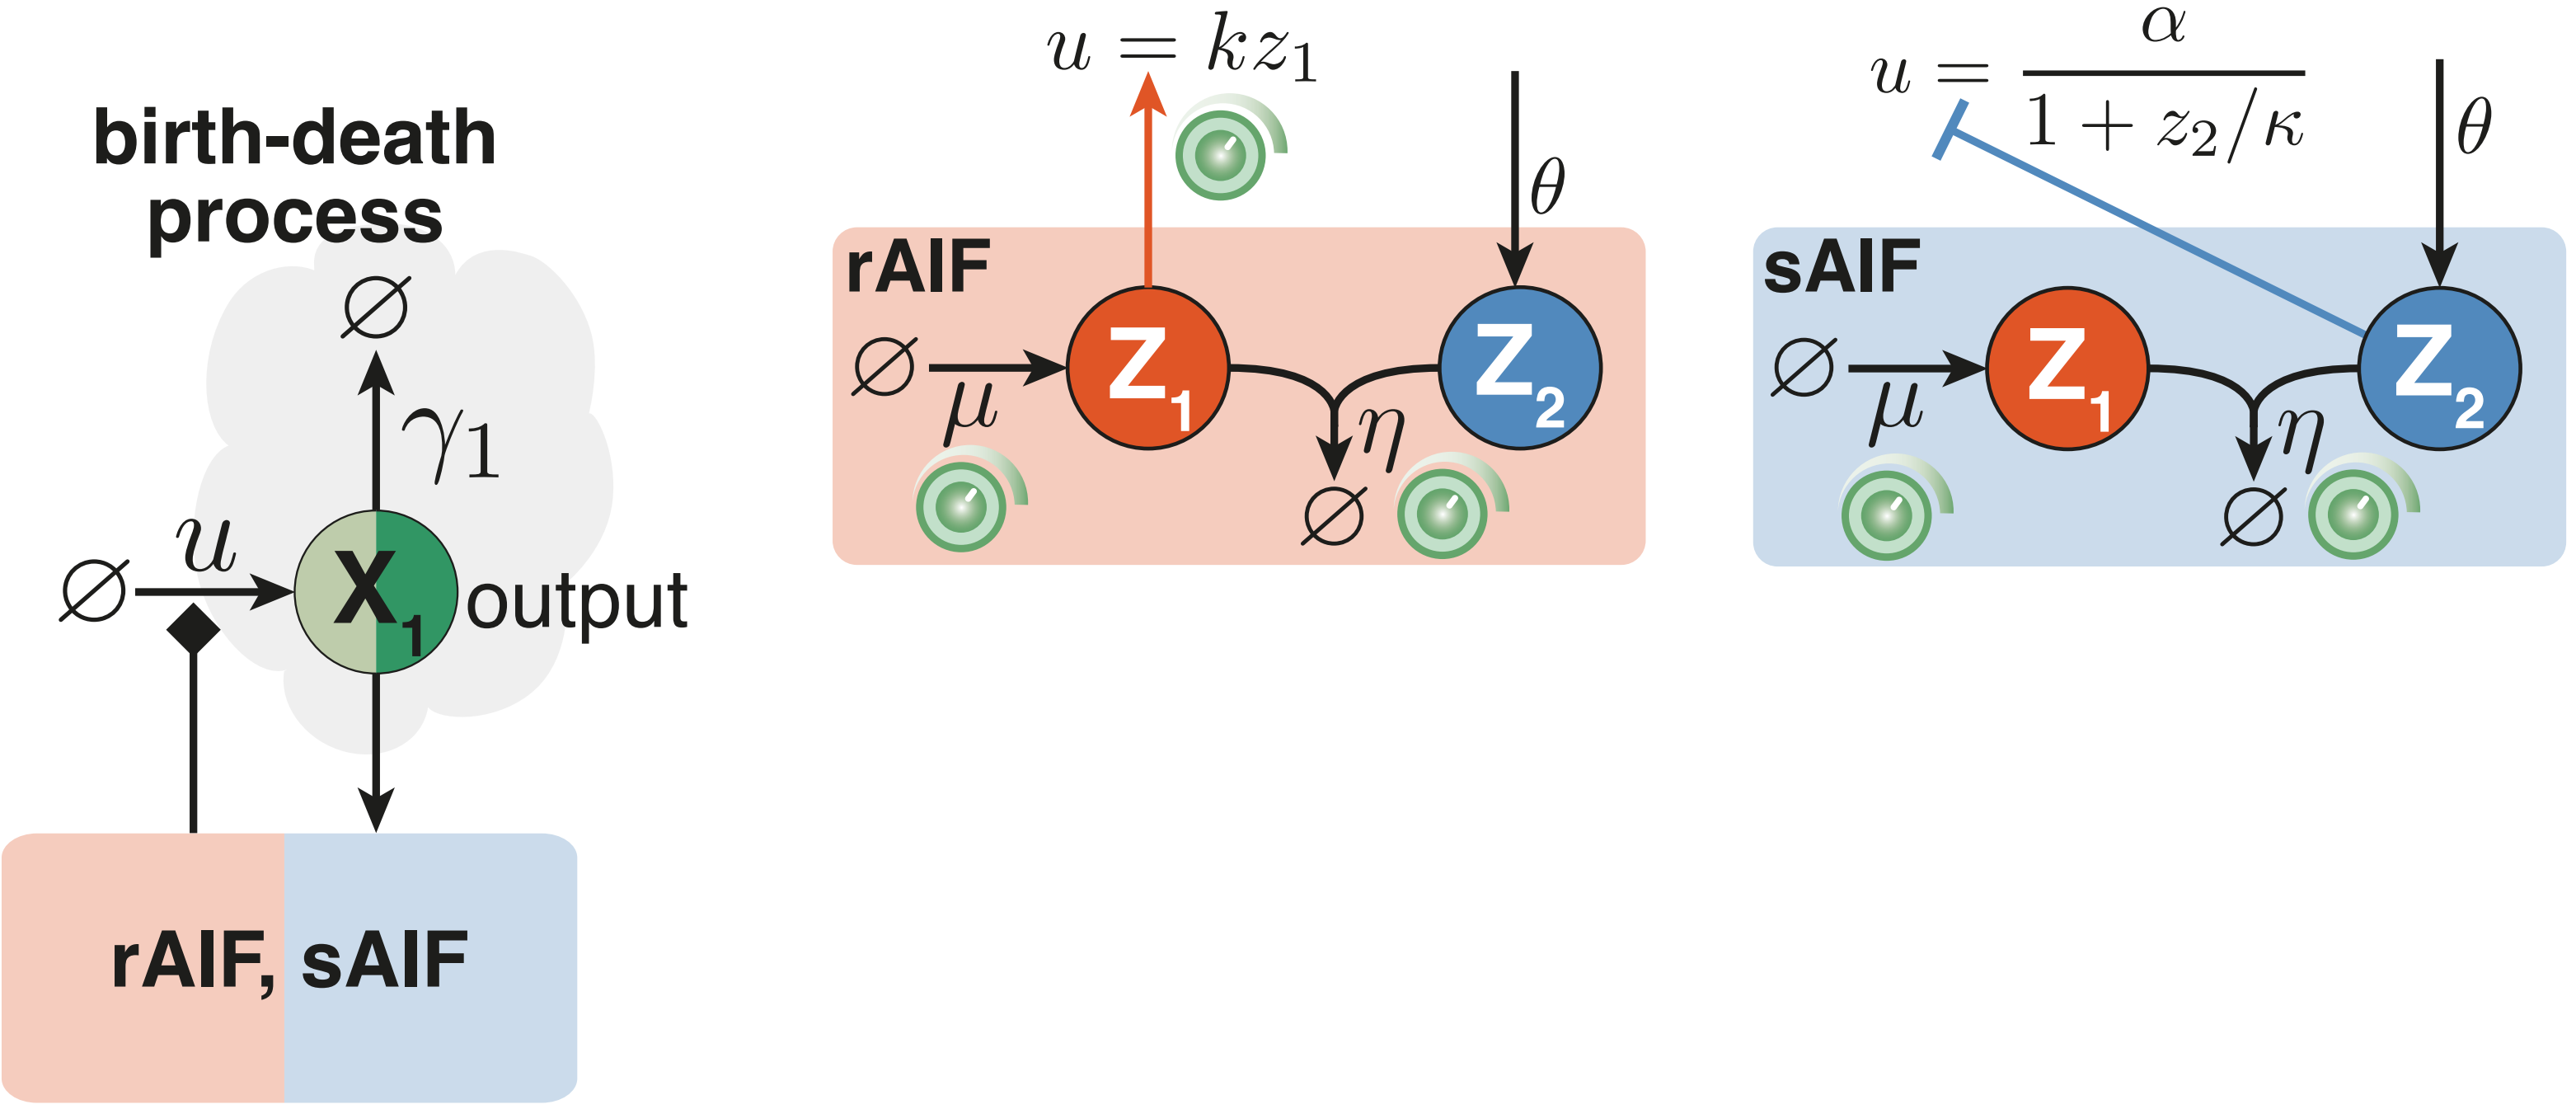 birth-death
process
∅
γ₁
∅
u
X₁
output
rAIF, sAIF
u = kz₁
θ
rAIF
∅
μ
Z₁
Z₂
η
∅
u = α / (1 + z₂/κ)
θ
sAIF
∅
μ
Z₁
Z₂
η
∅